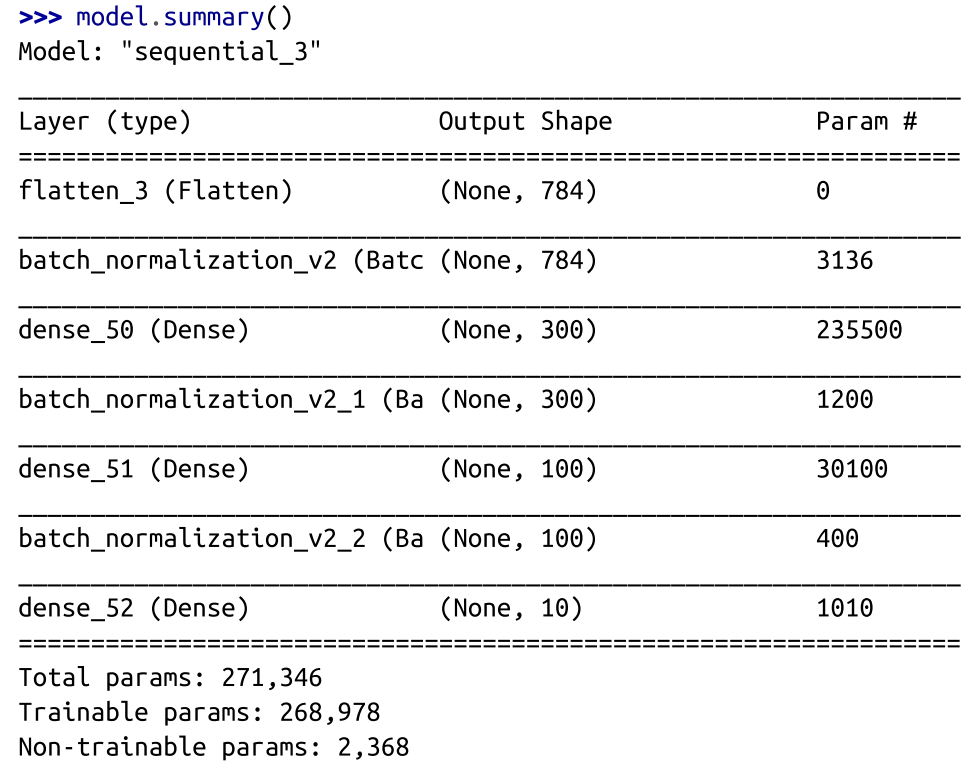 >>> model.summary()
Model: "sequential_3"
_________________________________________________________________
Layer (type) Output Shape Param #
=================================================================
flatten_3 (Flatten) (None, 784) 0
_________________________________________________________________
batch_normalization_v2 (Batc (None, 784) 3136
_________________________________________________________________
dense_50 (Dense) (None, 300) 235500
_________________________________________________________________
batch_normalization_v2_1 (Ba (None, 300) 1200
_________________________________________________________________
dense_51 (Dense) (None, 100) 30100
_________________________________________________________________
batch_normalization_v2_2 (Ba (None, 100) 400
_________________________________________________________________
dense_52 (Dense) (None, 10) 1010
=================================================================
Total params: 271,346
Trainable params: 268,978
Non-trainable params: 2,368